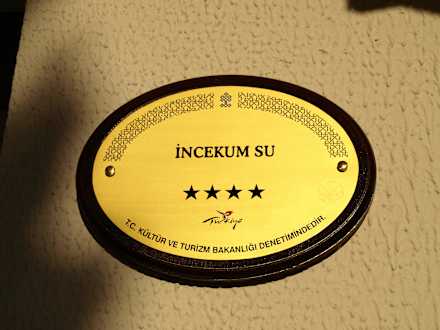 İNCEKUM SU
★★★★
Türkiye
T.C. KÜLTÜR VE TURİZM BAKANLIĞI DENETİMİNDEDİR.